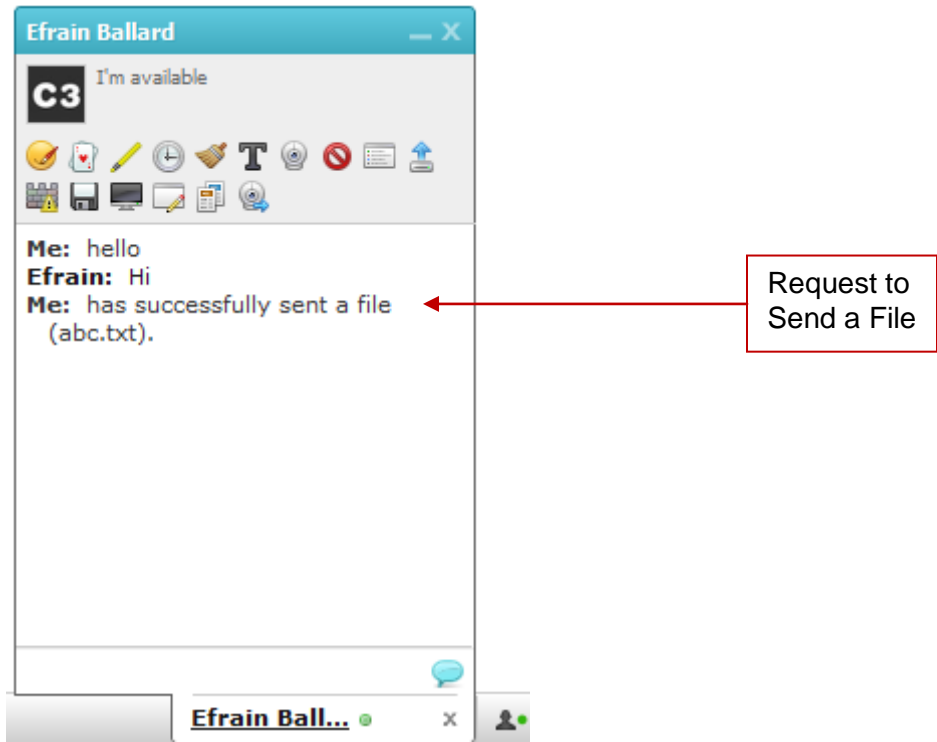 Efrain Ballard
C3
I'm available
T
Me: hello
Efrain: Hi
Me: has successfully sent a file
(abc.txt).
Request to
Send a File
Efrain Ball...
x